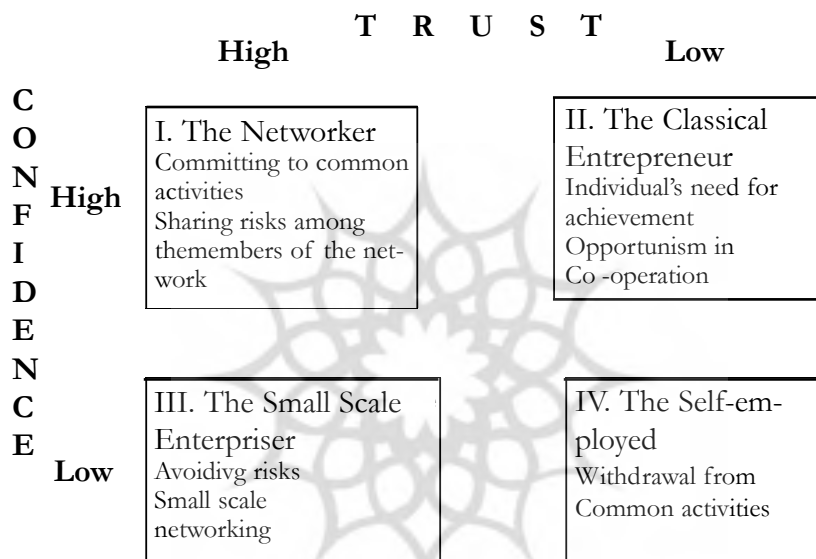 T R U S T
High
Low
C
O
N
F
I
D
E
N
C
E
High
I. The Networker
Committing to common
activities
Sharing risks among
themembers of the net-
work
II. The Classical
Entrepreneur
Individual's need for
achievement
Opportunism in
Co -operation
Low
III. The Small Scale
Enterpriser
Avoidivg risks
Small scale
networking
IV. The Self-em-
ployed
Withdrawal from
Common activities